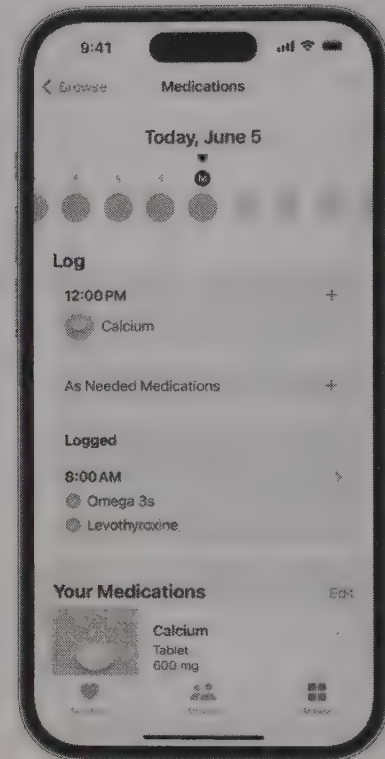 9:41
Browse Medications
Today, June 5
M
Log
12:00 PM
Calcium
As Needed Medications
Logged
8:00 AM
Omega 3s
Levothyroxine
Your Medications Edit
Calcium
Tablet
600 mg